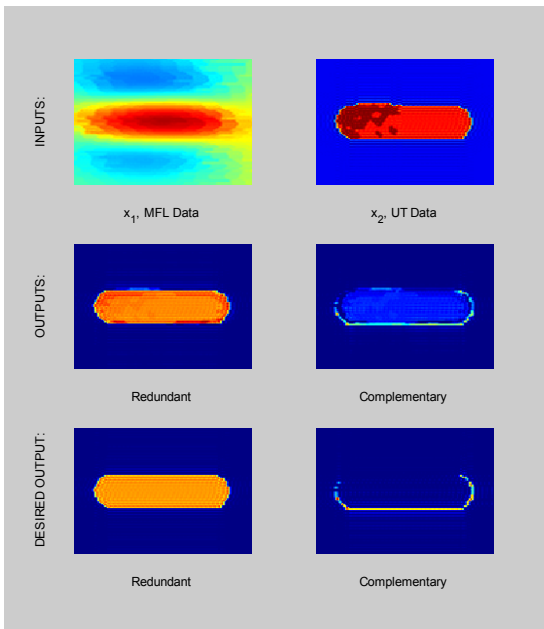 INPUTS:
x1, MFL Data
x2, UT Data
OUTPUTS:
Redundant
Complementary
DESIRED OUTPUT:
Redundant
Complementary